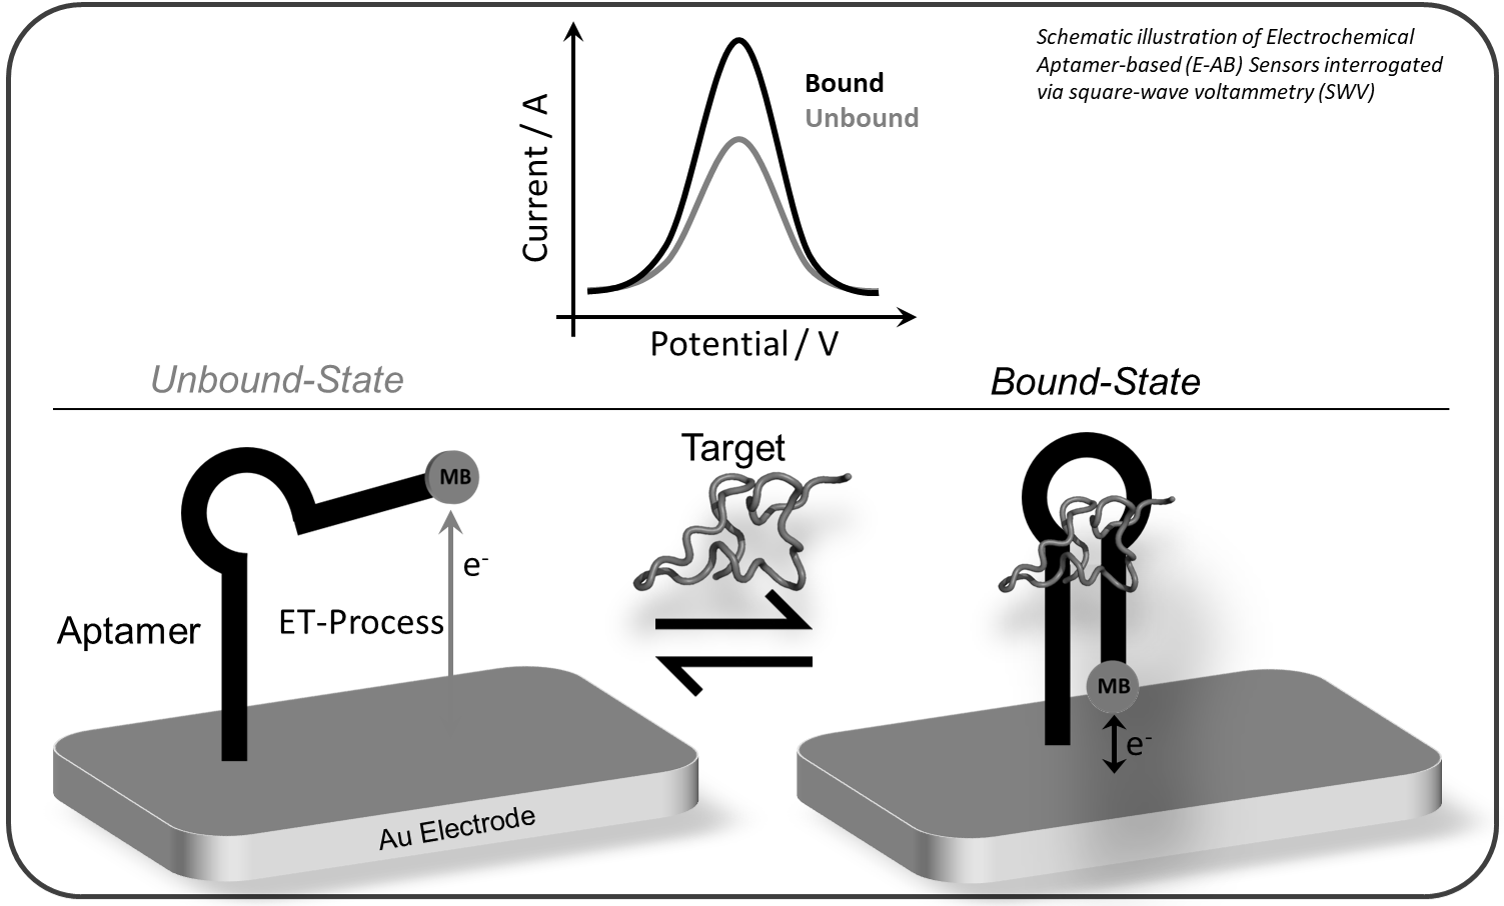 Schematic illustration of Electrochemical
Aptamer-based (E-AB) Sensors interrogated
via square-wave voltammetry (SWV)
Current / A
Bound
Unbound
Potential / V
Unbound-State
Bound-State
Target
MB
e-
ET-Process
Aptamer
Au Electrode
MB
e-